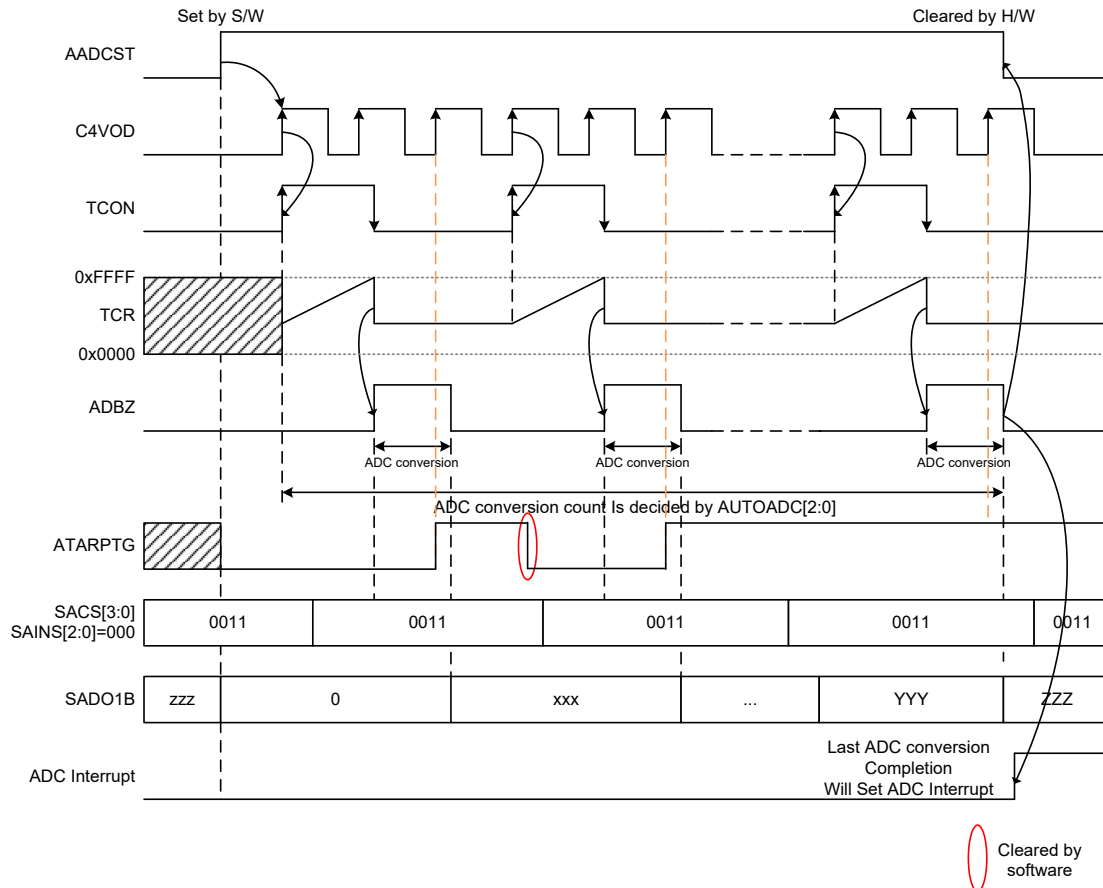 Set by S/W
Cleared by H/W
AADCST
C4VOD
TCON
0xFFFF
TCR
0x0000
ADBZ
ADC conversion
ADC conversion
ADC conversion
ADC conversion count Is decided by AUTOADC[2:0]
ATARPTG
SACS[3:0]
SAINS[2:0]=000
0011
0011
0011
0011
0011
SADO1B
zzz
0
xxx
...
YYY
ZZZ
ADC Interrupt
Last ADC conversion
Completion
Will Set ADC Interrupt
Cleared by
software